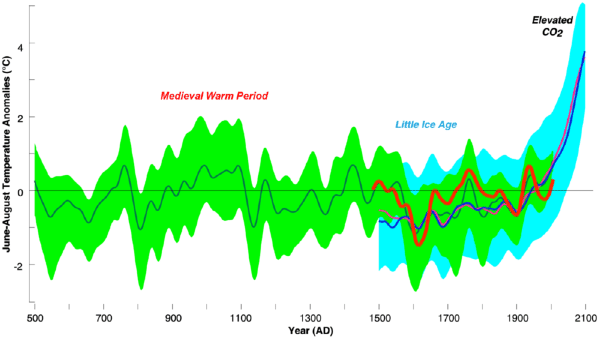 Elevated
CO2
4
Medieval Warm Period
Little Ice Age
2
0
-2
June-August Temperature Anomalies (°C)
500 700 900 1100 1300 1500 1700 1900 2100
Year (AD)